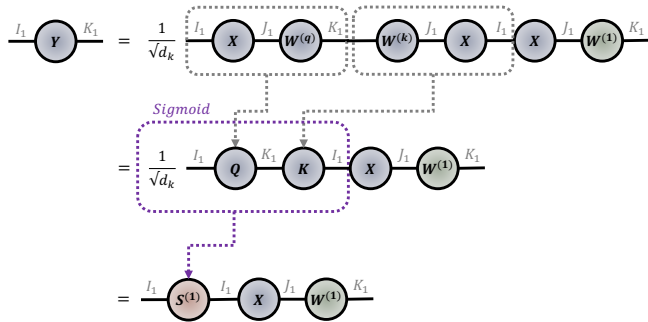 I₁ Y K₁ = 1/√dₖ I₁ X J₁ W⁽q⁾ K₁ W⁽k⁾ J₁ X I₁ X J₁ W⁽¹⁾ K₁
Sigmoid
= 1/√dₖ I₁ Q K₁ K I₁ X J₁ W⁽¹⁾ K₁
= I₁ S⁽¹⁾ I₁ X J₁ W⁽¹⁾ K₁